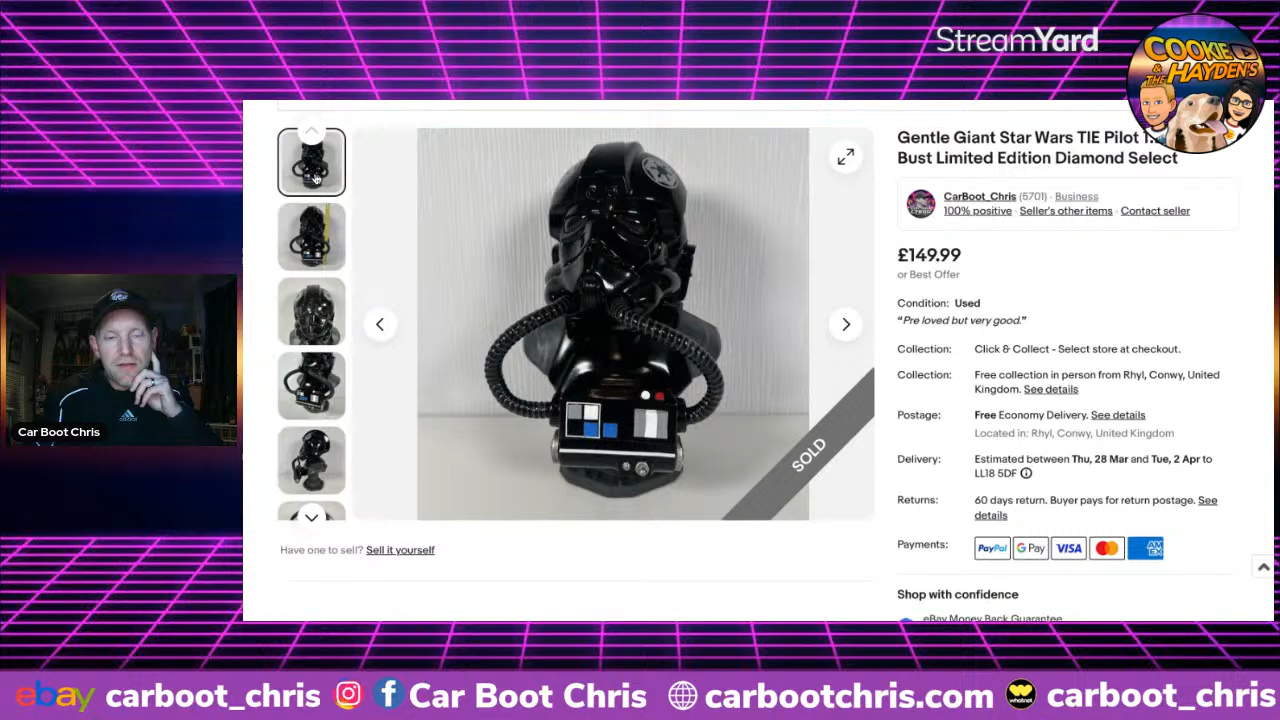 StreamYard
COOKIE
& THE HAYDEN'S
Gentle Giant Star Wars TIE Pilot 1...
Bust Limited Edition Diamond Select
CarBoot_Chris (5701) · Business
100% positive · Seller's other items · Contact seller
£149.99
or Best Offer
Condition: Used
“Pre loved but very good.”
Collection: Click & Collect - Select store at checkout.
Collection: Free collection in person from Rhyl, Conwy, United
Kingdom. See details
Postage: Free Economy Delivery. See details
Located in: Rhyl, Conwy, United Kingdom
Delivery: Estimated between Thu, 28 Mar and Tue, 2 Apr to
LL18 5DF
Returns: 60 days return. Buyer pays for return postage. See
details
Payments: PayPal G Pay VISA AM EX
Shop with confidence
eBay Money Back Guarantee
SOLD
Have one to sell? Sell it yourself
Car Boot Chris
ebay carboot_chris Car Boot Chris carbootchris.com carboot_chris